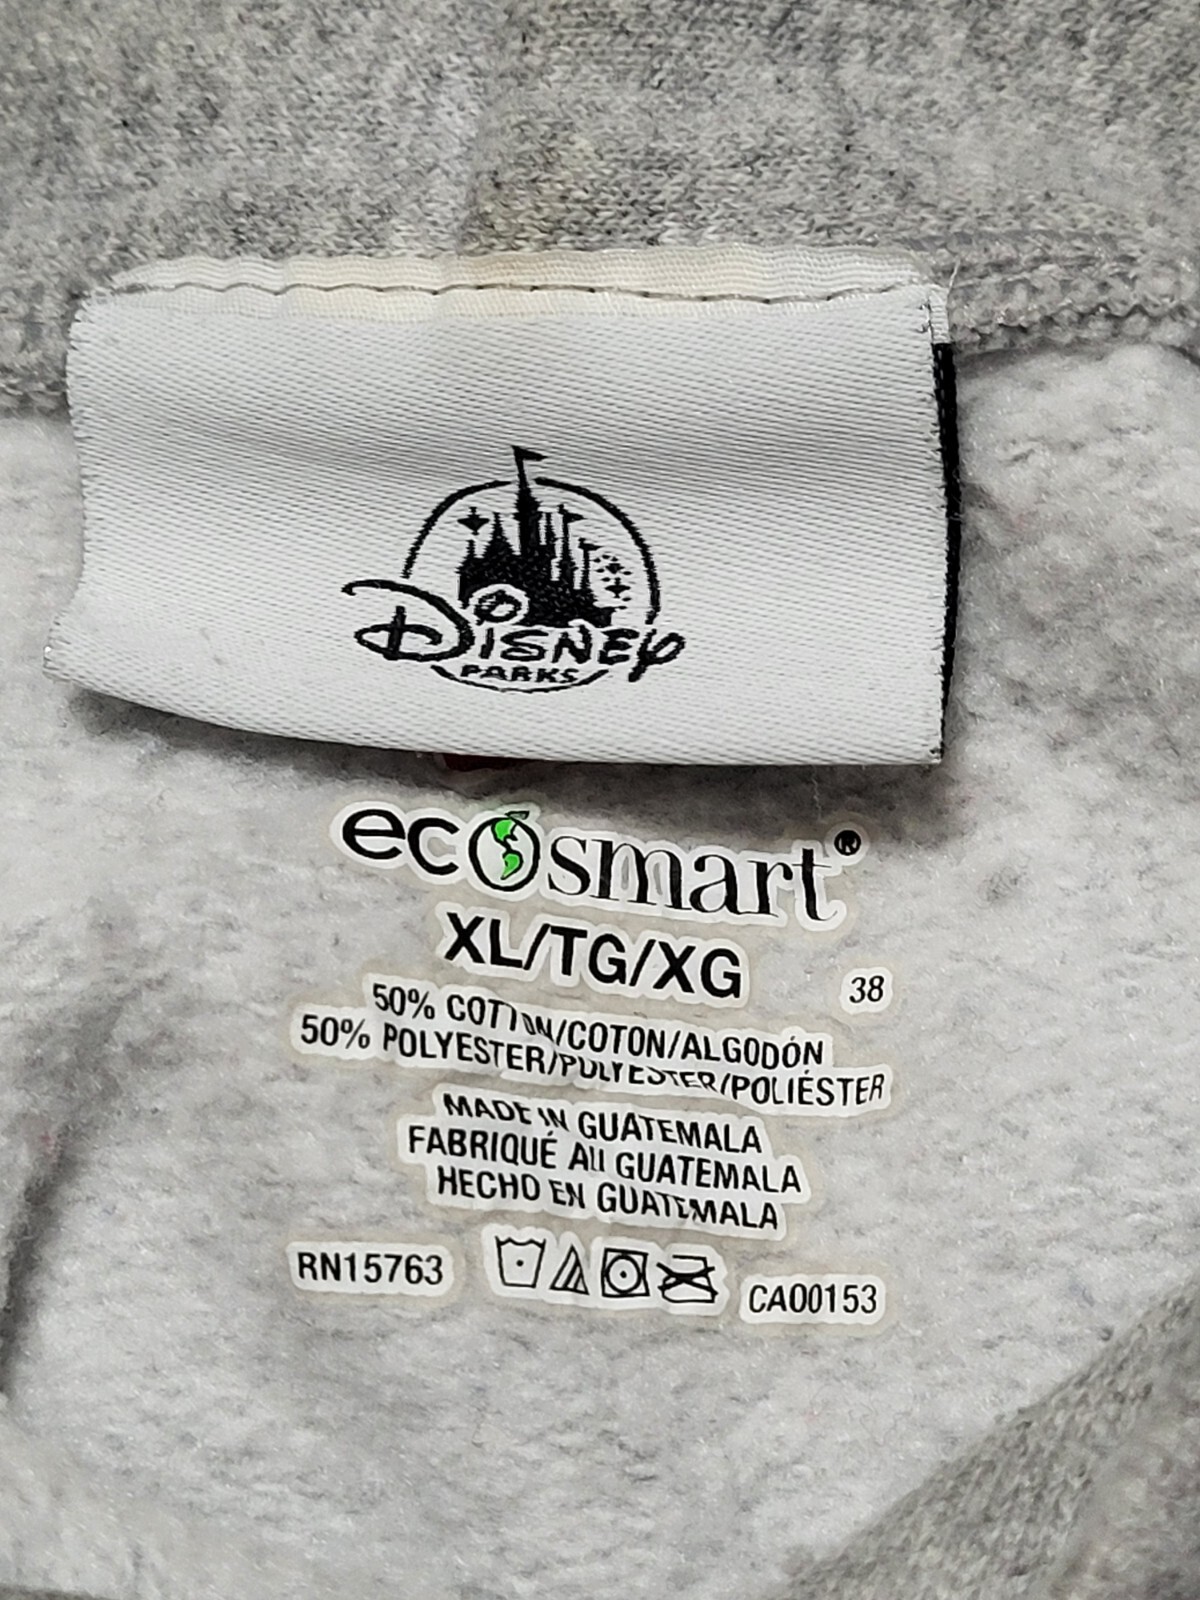 Disney
PARKS
ecosmart®
XL/TG/XG
38
50% COTTON/COTON/ALGODÓN
50% POLYESTER/POLYESTER/POLIÉSTER
MADE IN GUATEMALA
FABRIQUÉ AU GUATEMALA
HECHO EN GUATEMALA
RN15763
CA00153